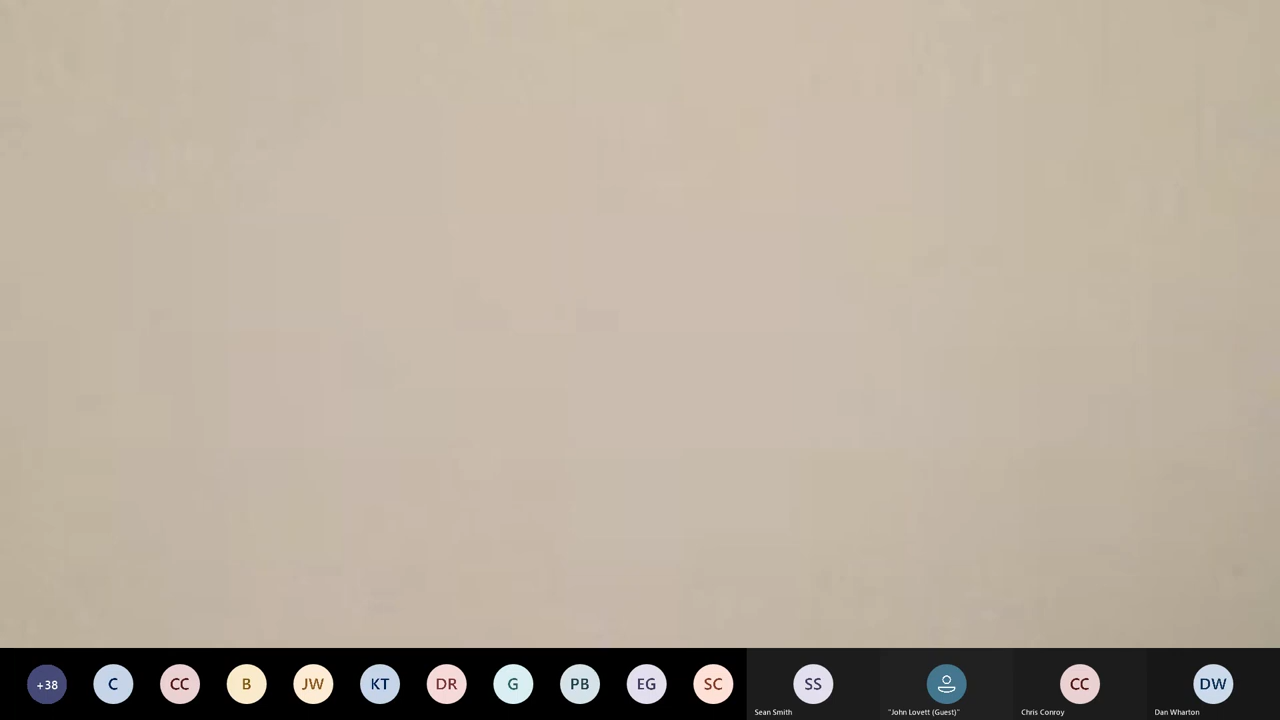 +38 C CC B JW KT DR G PB EG SC SS CC DW
Sean Smith "John Lovett (Guest)" Chris Conroy Dan Wharton